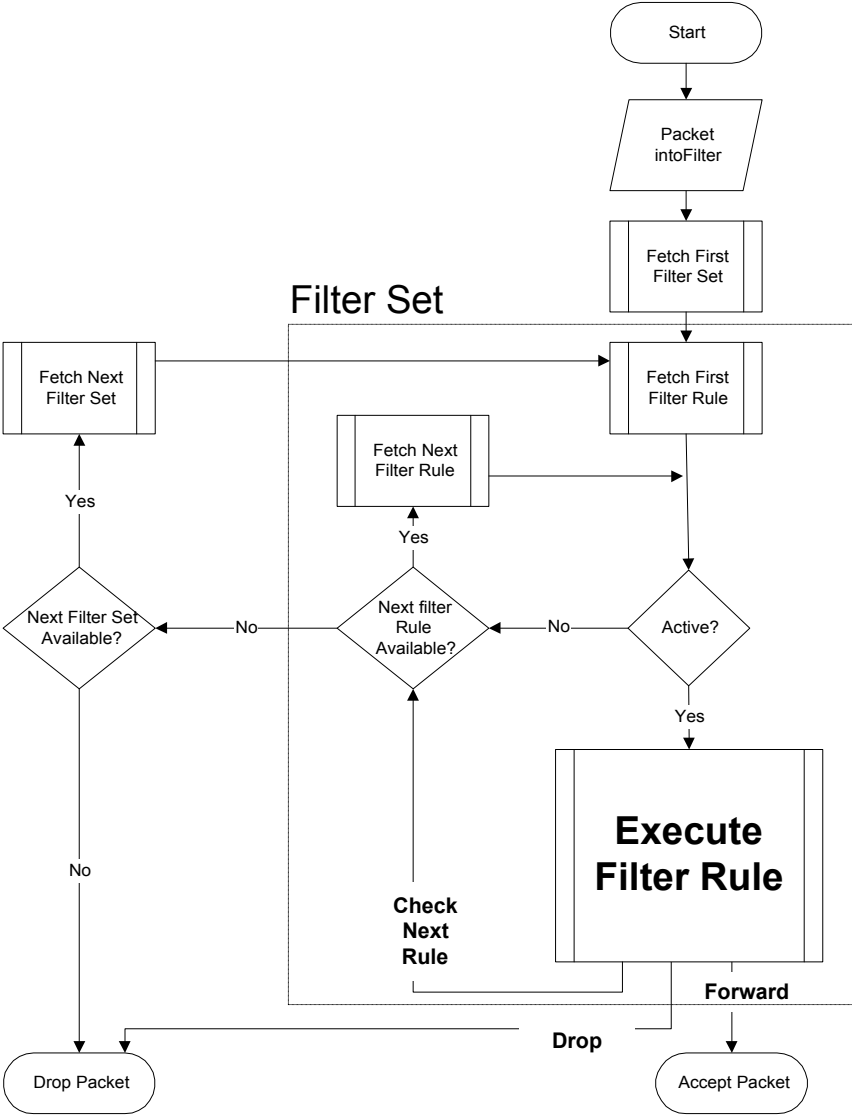 Start
Packet
intoFilter
Fetch First
Filter Set
Filter Set
Fetch Next
Filter Set
Fetch First
Filter Rule
Fetch Next
Filter Rule
Yes
Yes
Next Filter Set
Available?
No
Next filter
Rule
Available?
No
Active?
Yes
Execute
Filter Rule
No
Check
Next
Rule
Forward
Drop
Drop Packet
Accept Packet